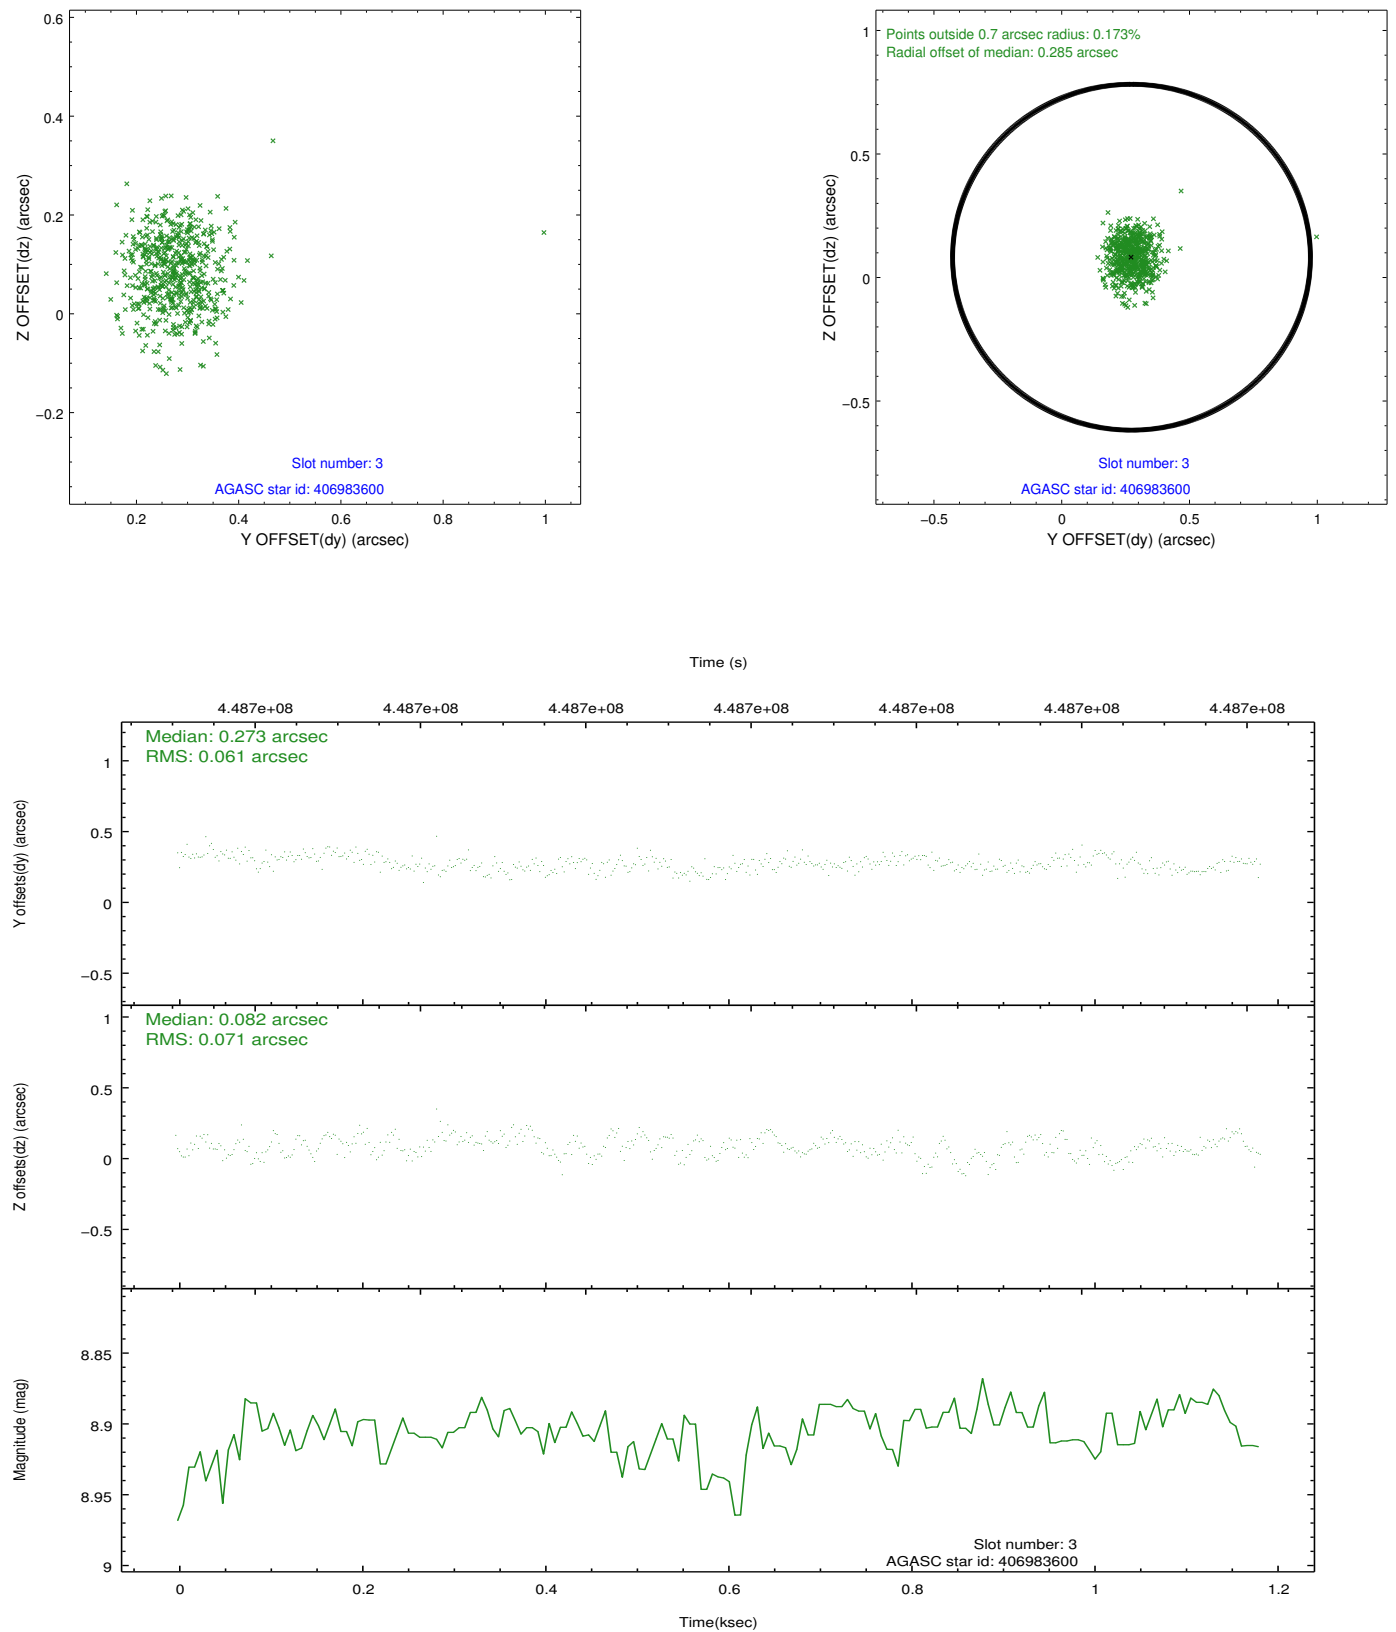 0.6
0.4
0.2
0
−0.2
Z OFFSET(dz) (arcsec)
Slot number: 3
AGASC star id: 406983600
0.2 0.4 0.6 0.8 1
Y OFFSET(dy) (arcsec)
Points outside 0.7 arcsec radius: 0.173%
Radial offset of median: 0.285 arcsec
1
0.5
0
−0.5
Z OFFSET(dz) (arcsec)
Slot number: 3
AGASC star id: 406983600
−0.5 0 0.5 1
Y OFFSET(dy) (arcsec)
Time (s)
4.487e+08 4.487e+08 4.487e+08 4.487e+08 4.487e+08 4.487e+08 4.487e+08
Median: 0.273 arcsec
RMS: 0.061 arcsec
1
0.5
0
−0.5
Y offsets(dy) (arcsec)
Median: 0.082 arcsec
RMS: 0.071 arcsec
1
0.5
0
−0.5
Z offsets(dz) (arcsec)
8.85
8.9
8.95
9
Magnitude (mag)
Slot number: 3
AGASC star id: 406983600
0 0.2 0.4 0.6 0.8 1 1.2
Time(ksec)